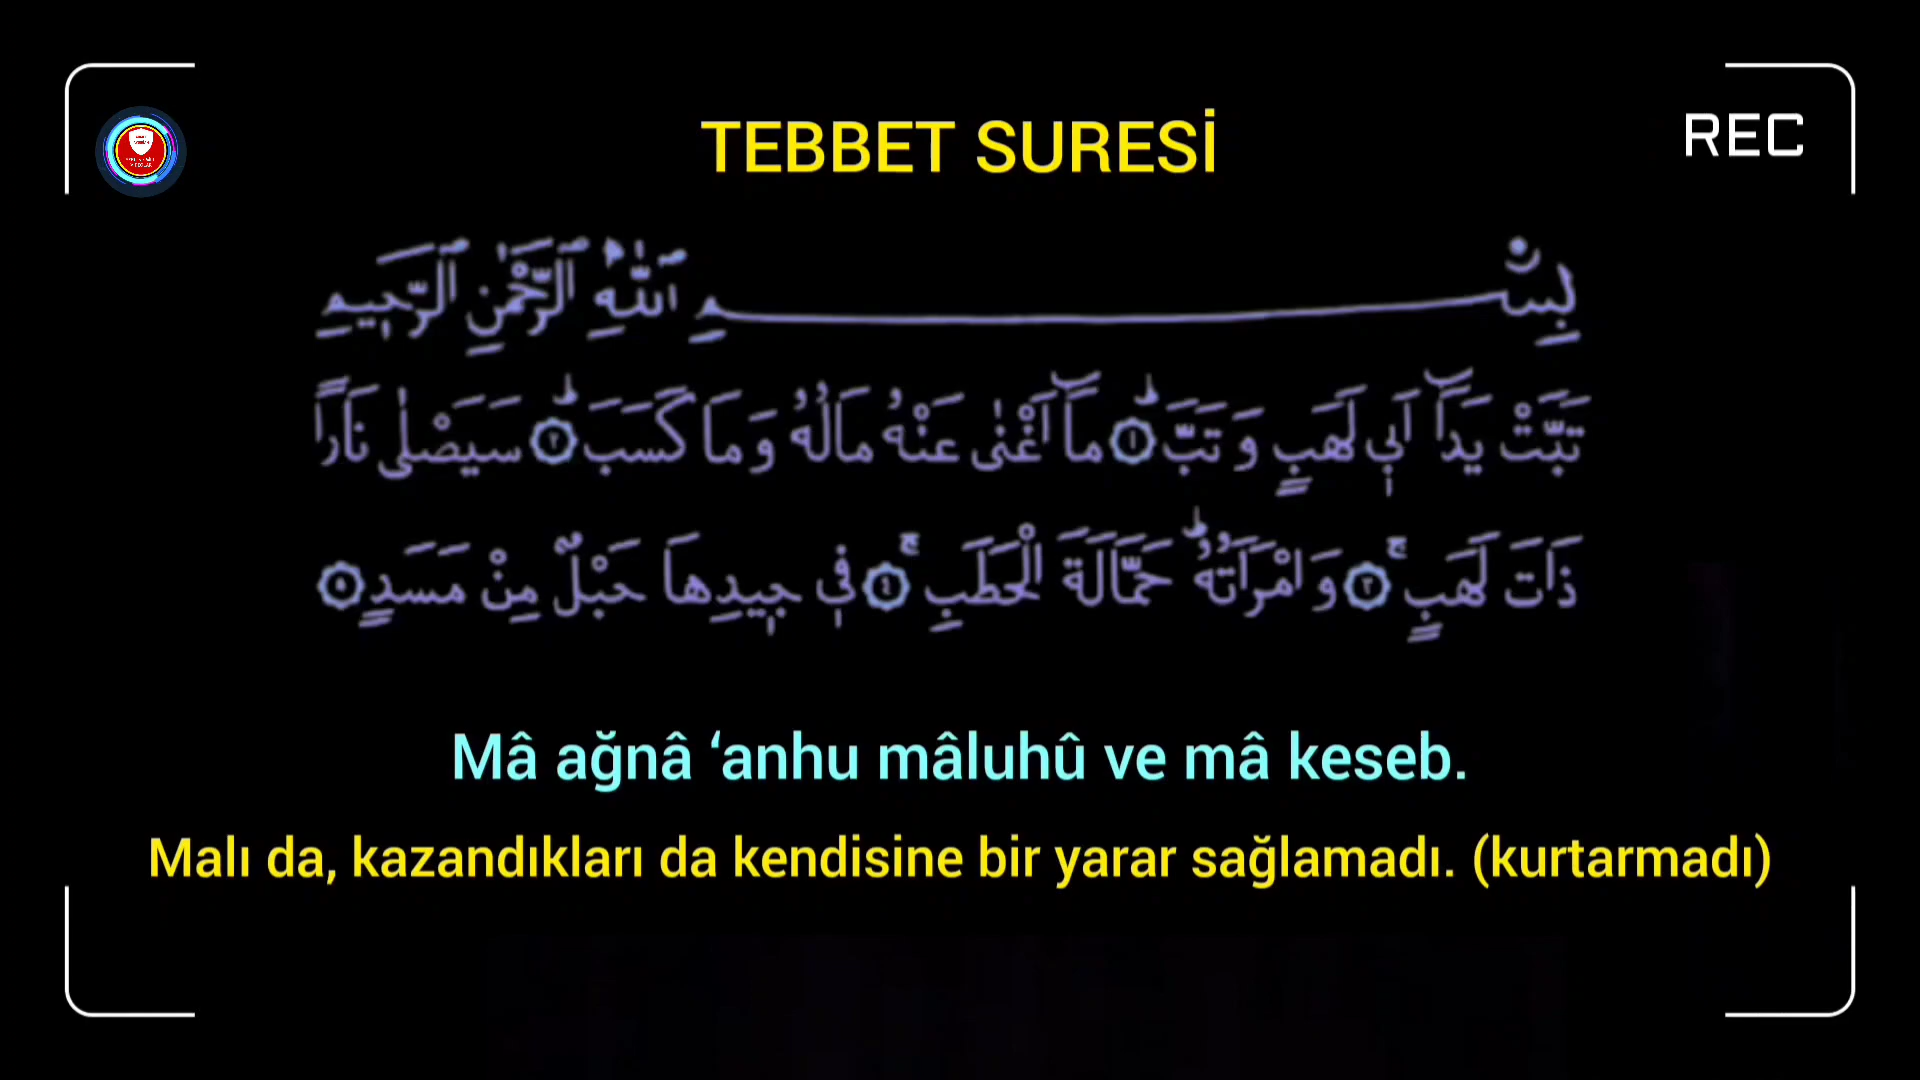 TEBBET SURESİ
REC
بِسْمِ اللّٰهِ الرَّحْمٰنِ الرَّحٖيمِ
تَبَّتْ يَدَٓا اَبٖي لَهَبٍ وَتَبَّؕ ﴿١﴾ مَٓا اَغْنٰى عَنْهُ مَالُهُ وَمَا كَسَبَؕ ﴿٢﴾ سَيَصْلٰى نَارًا
ذَاتَ لَهَبٍۚ ﴿٣﴾ وَامْرَاَتُهُؕ حَمَّالَةَ الْحَطَبِۚ ﴿٤﴾ فٖي جٖيدِهَا حَبْلٌ مِنْ مَسَدٍ ﴿٥﴾
Mâ ağnâ ‘anhu mâluhû ve mâ keseb.
Malı da, kazandıkları da kendisine bir yarar sağlamadı. (kurtarmadı)